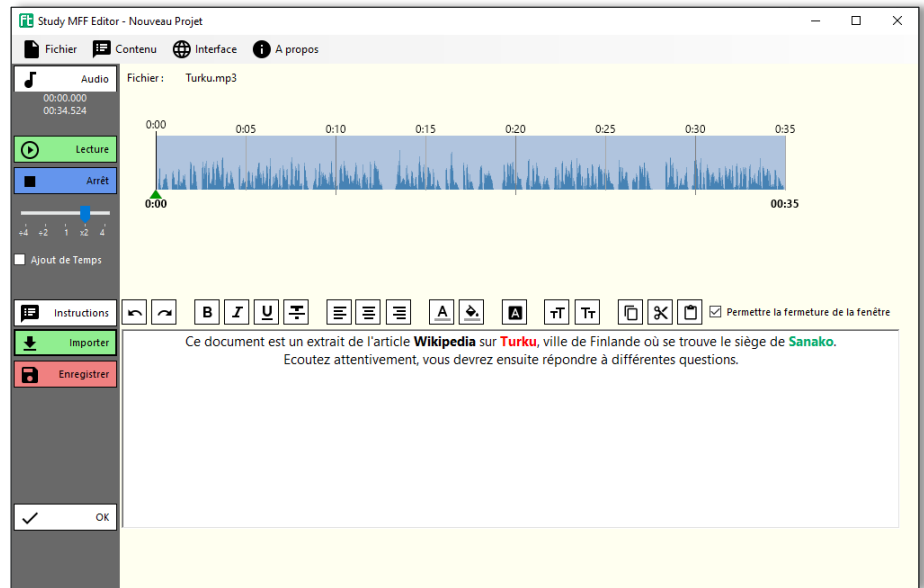 Study MFF Editor - Nouveau Projet
Fichier Contenu Interface A propos
Audio
00:00.000
00:34.524
Fichier : Turku.mp3
0:00 0:05 0:10 0:15 0:20 0:25 0:30 0:35
0:00 00:35
Lecture
Arrêt
÷4 ÷2 1 x2 4
Ajout de Temps
Instructions
B I U T A A TT TT Permettre la fermeture de la fenêtre
Importer
Enregistrer
Ce document est un extrait de l'article Wikipedia sur Turku, ville de Finlande où se trouve le siège de Sanako.
Ecoutez attentivement, vous devrez ensuite répondre à différentes questions.
OK